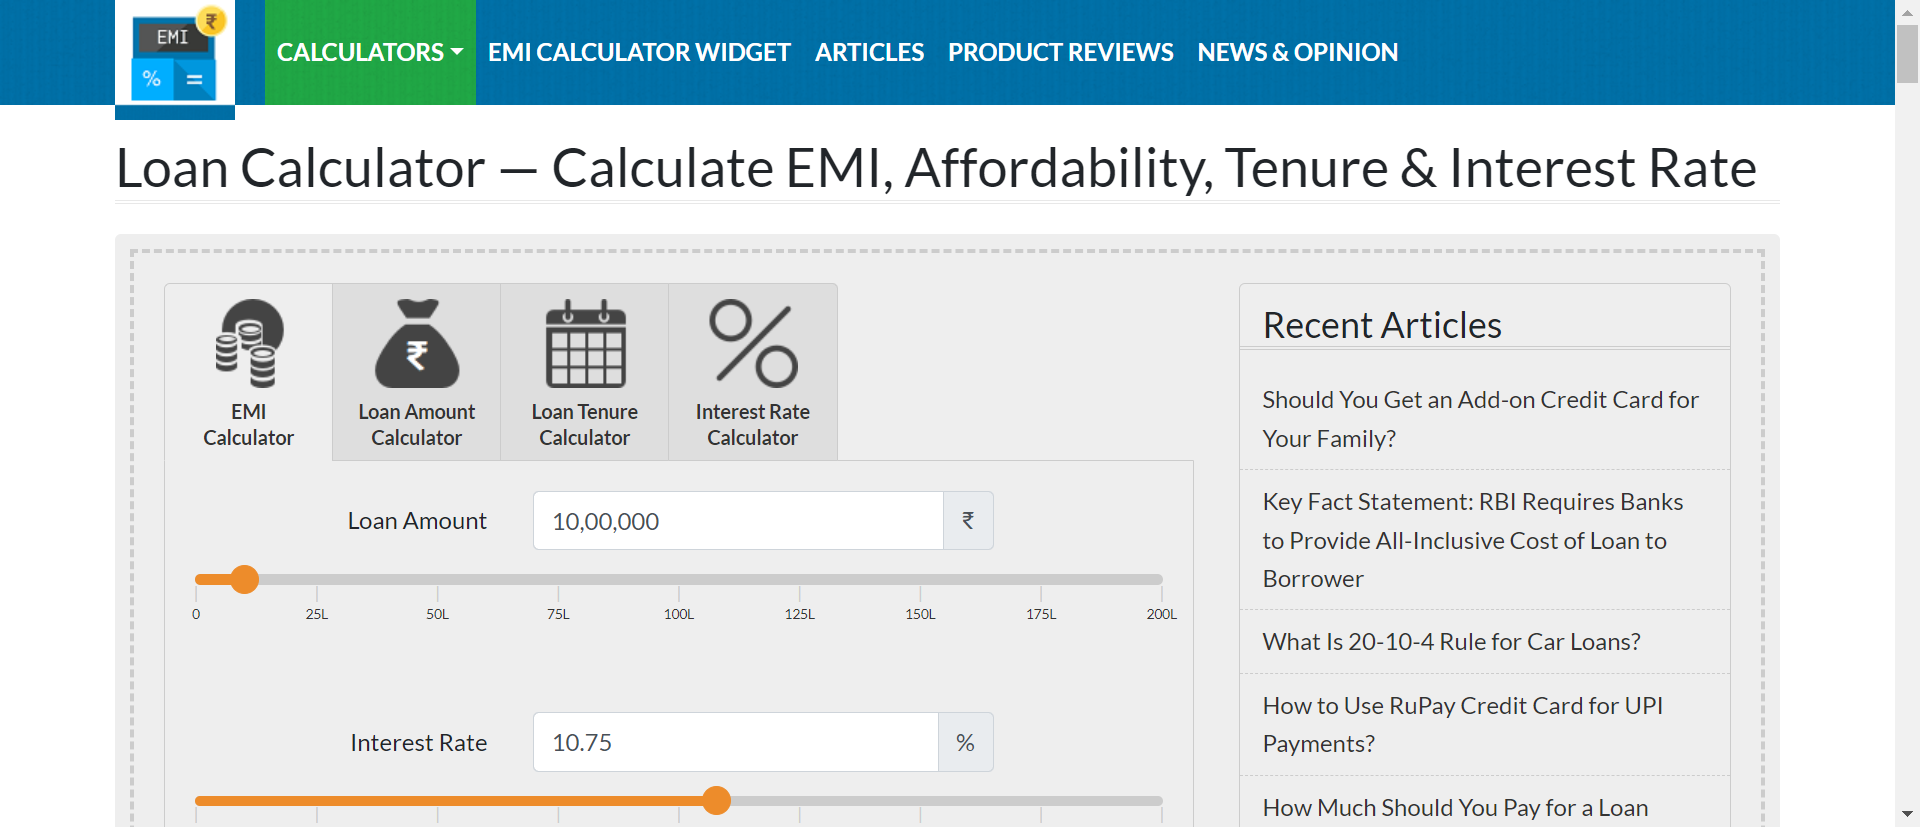 EMI
₹
%
=
CALCULATORS
EMI CALCULATOR WIDGET
ARTICLES
PRODUCT REVIEWS
NEWS & OPINION
Loan Calculator — Calculate EMI, Affordability, Tenure & Interest Rate
EMI
Calculator
₹
Loan Amount
Calculator
Loan Tenure
Calculator
Interest Rate
Calculator
Loan Amount
10,00,000
₹
0
25L
50L
75L
100L
125L
150L
175L
200L
Interest Rate
10.75
%
Recent Articles
Should You Get an Add-on Credit Card for
Your Family?
Key Fact Statement: RBI Requires Banks
to Provide All-Inclusive Cost of Loan to
Borrower
What Is 20-10-4 Rule for Car Loans?
How to Use RuPay Credit Card for UPI
Payments?
How Much Should You Pay for a Loan